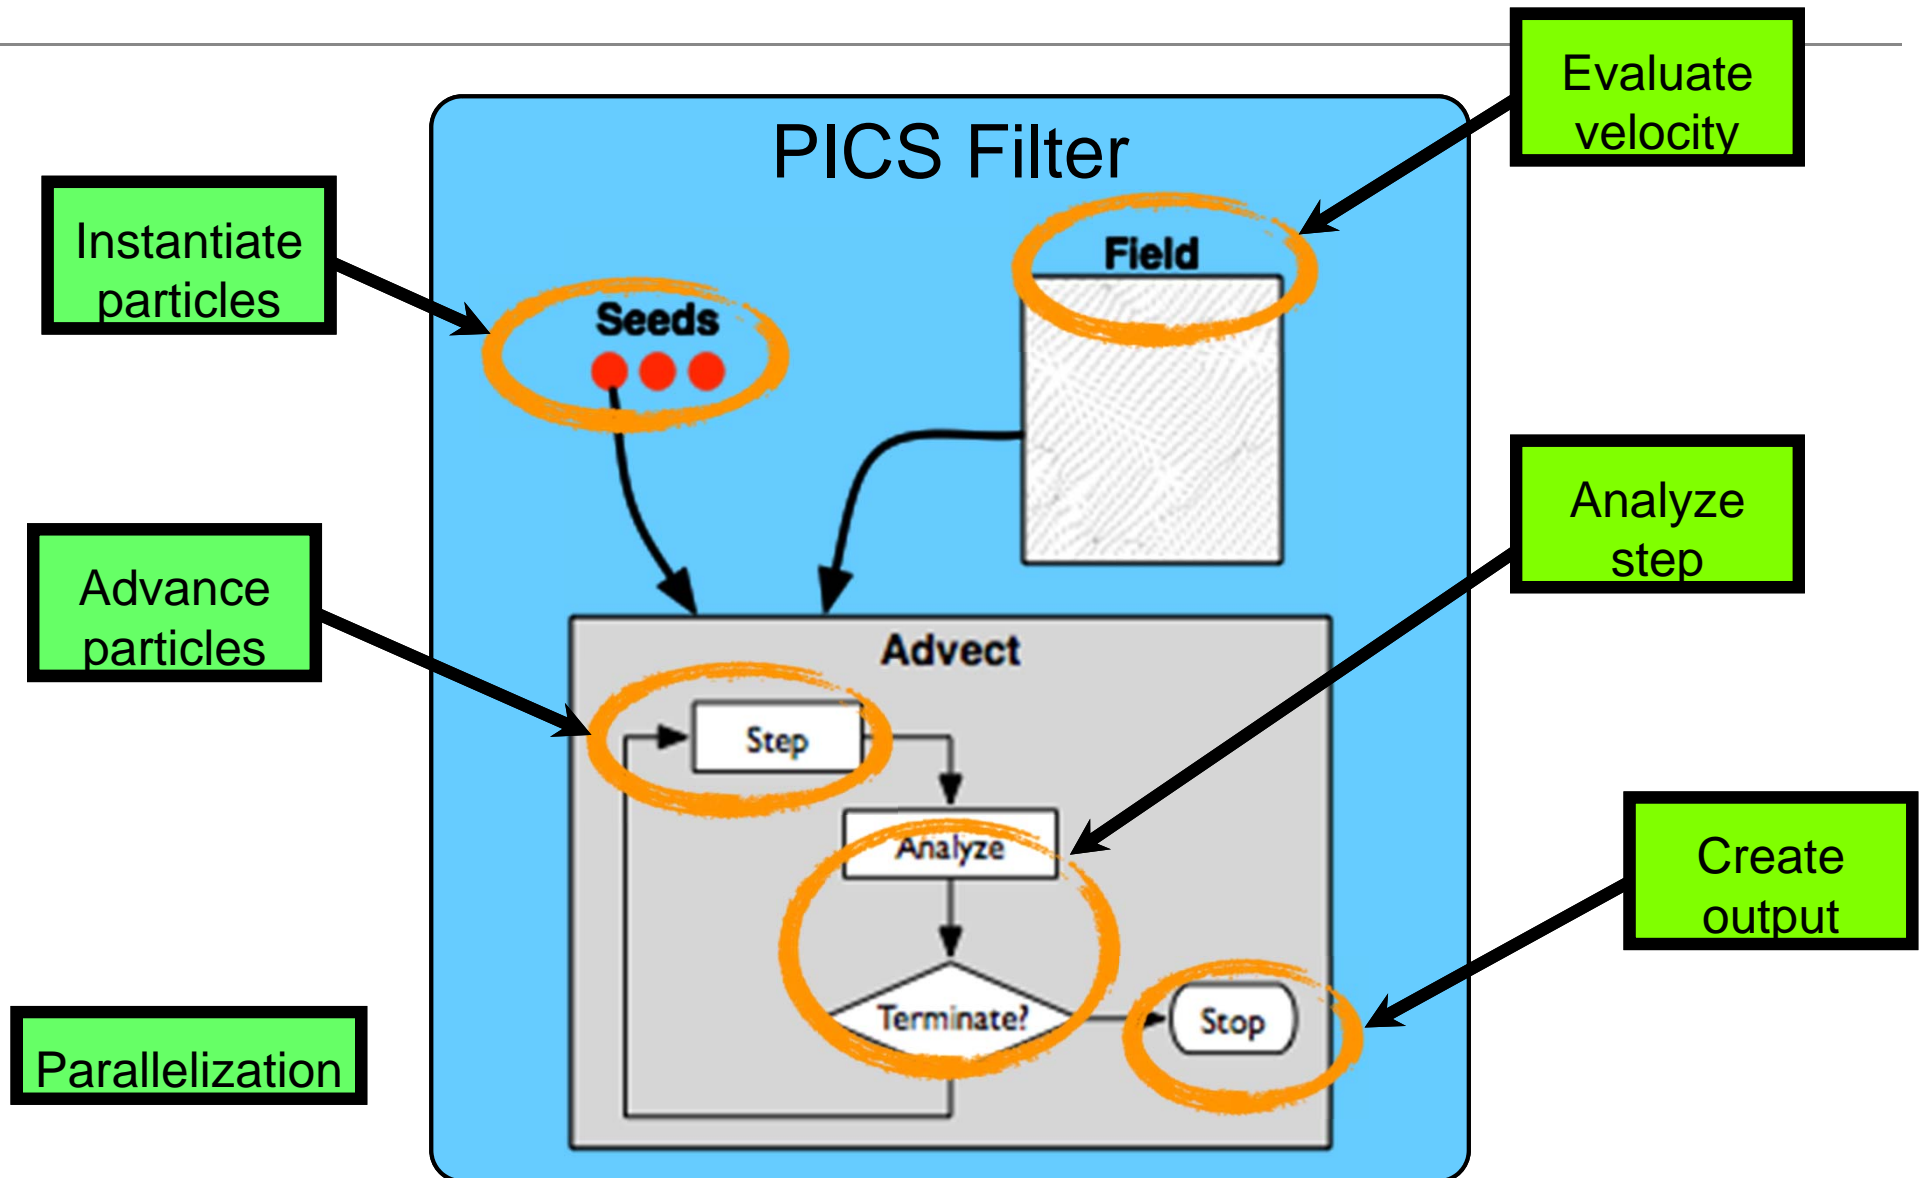 Evaluate
velocity
PICS Filter
Instantiate
particles
Field
Seeds
Analyze
step
Advance
particles
Advect
Step
Analyze
Create
output
Terminate?
Stop
Parallelization